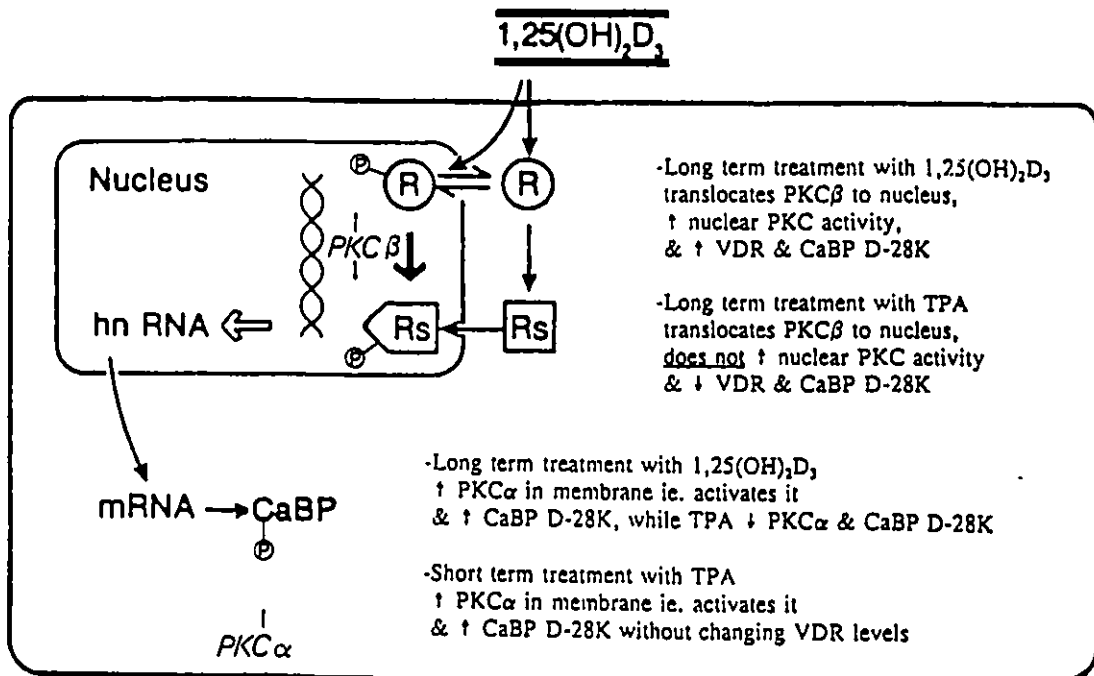 1,25(OH)₂D₃
Nucleus
P
R
R
PKCβ
hn RNA
Rs
Rs
P
mRNA
CaBP
P
PKCα
-Long term treatment with 1,25(OH)₂D₃
translocates PKCβ to nucleus,
↑ nuclear PKC activity,
& ↑ VDR & CaBP D-28K
-Long term treatment with TPA
translocates PKCβ to nucleus,
does not ↑ nuclear PKC activity
& ↓ VDR & CaBP D-28K
-Long term treatment with 1,25(OH)₂D₃
↑ PKCα in membrane ie. activates it
& ↑ CaBP D-28K, while TPA ↓ PKCα & CaBP D-28K
-Short term treatment with TPA
↑ PKCα in membrane ie. activates it
& ↑ CaBP D-28K without changing VDR levels